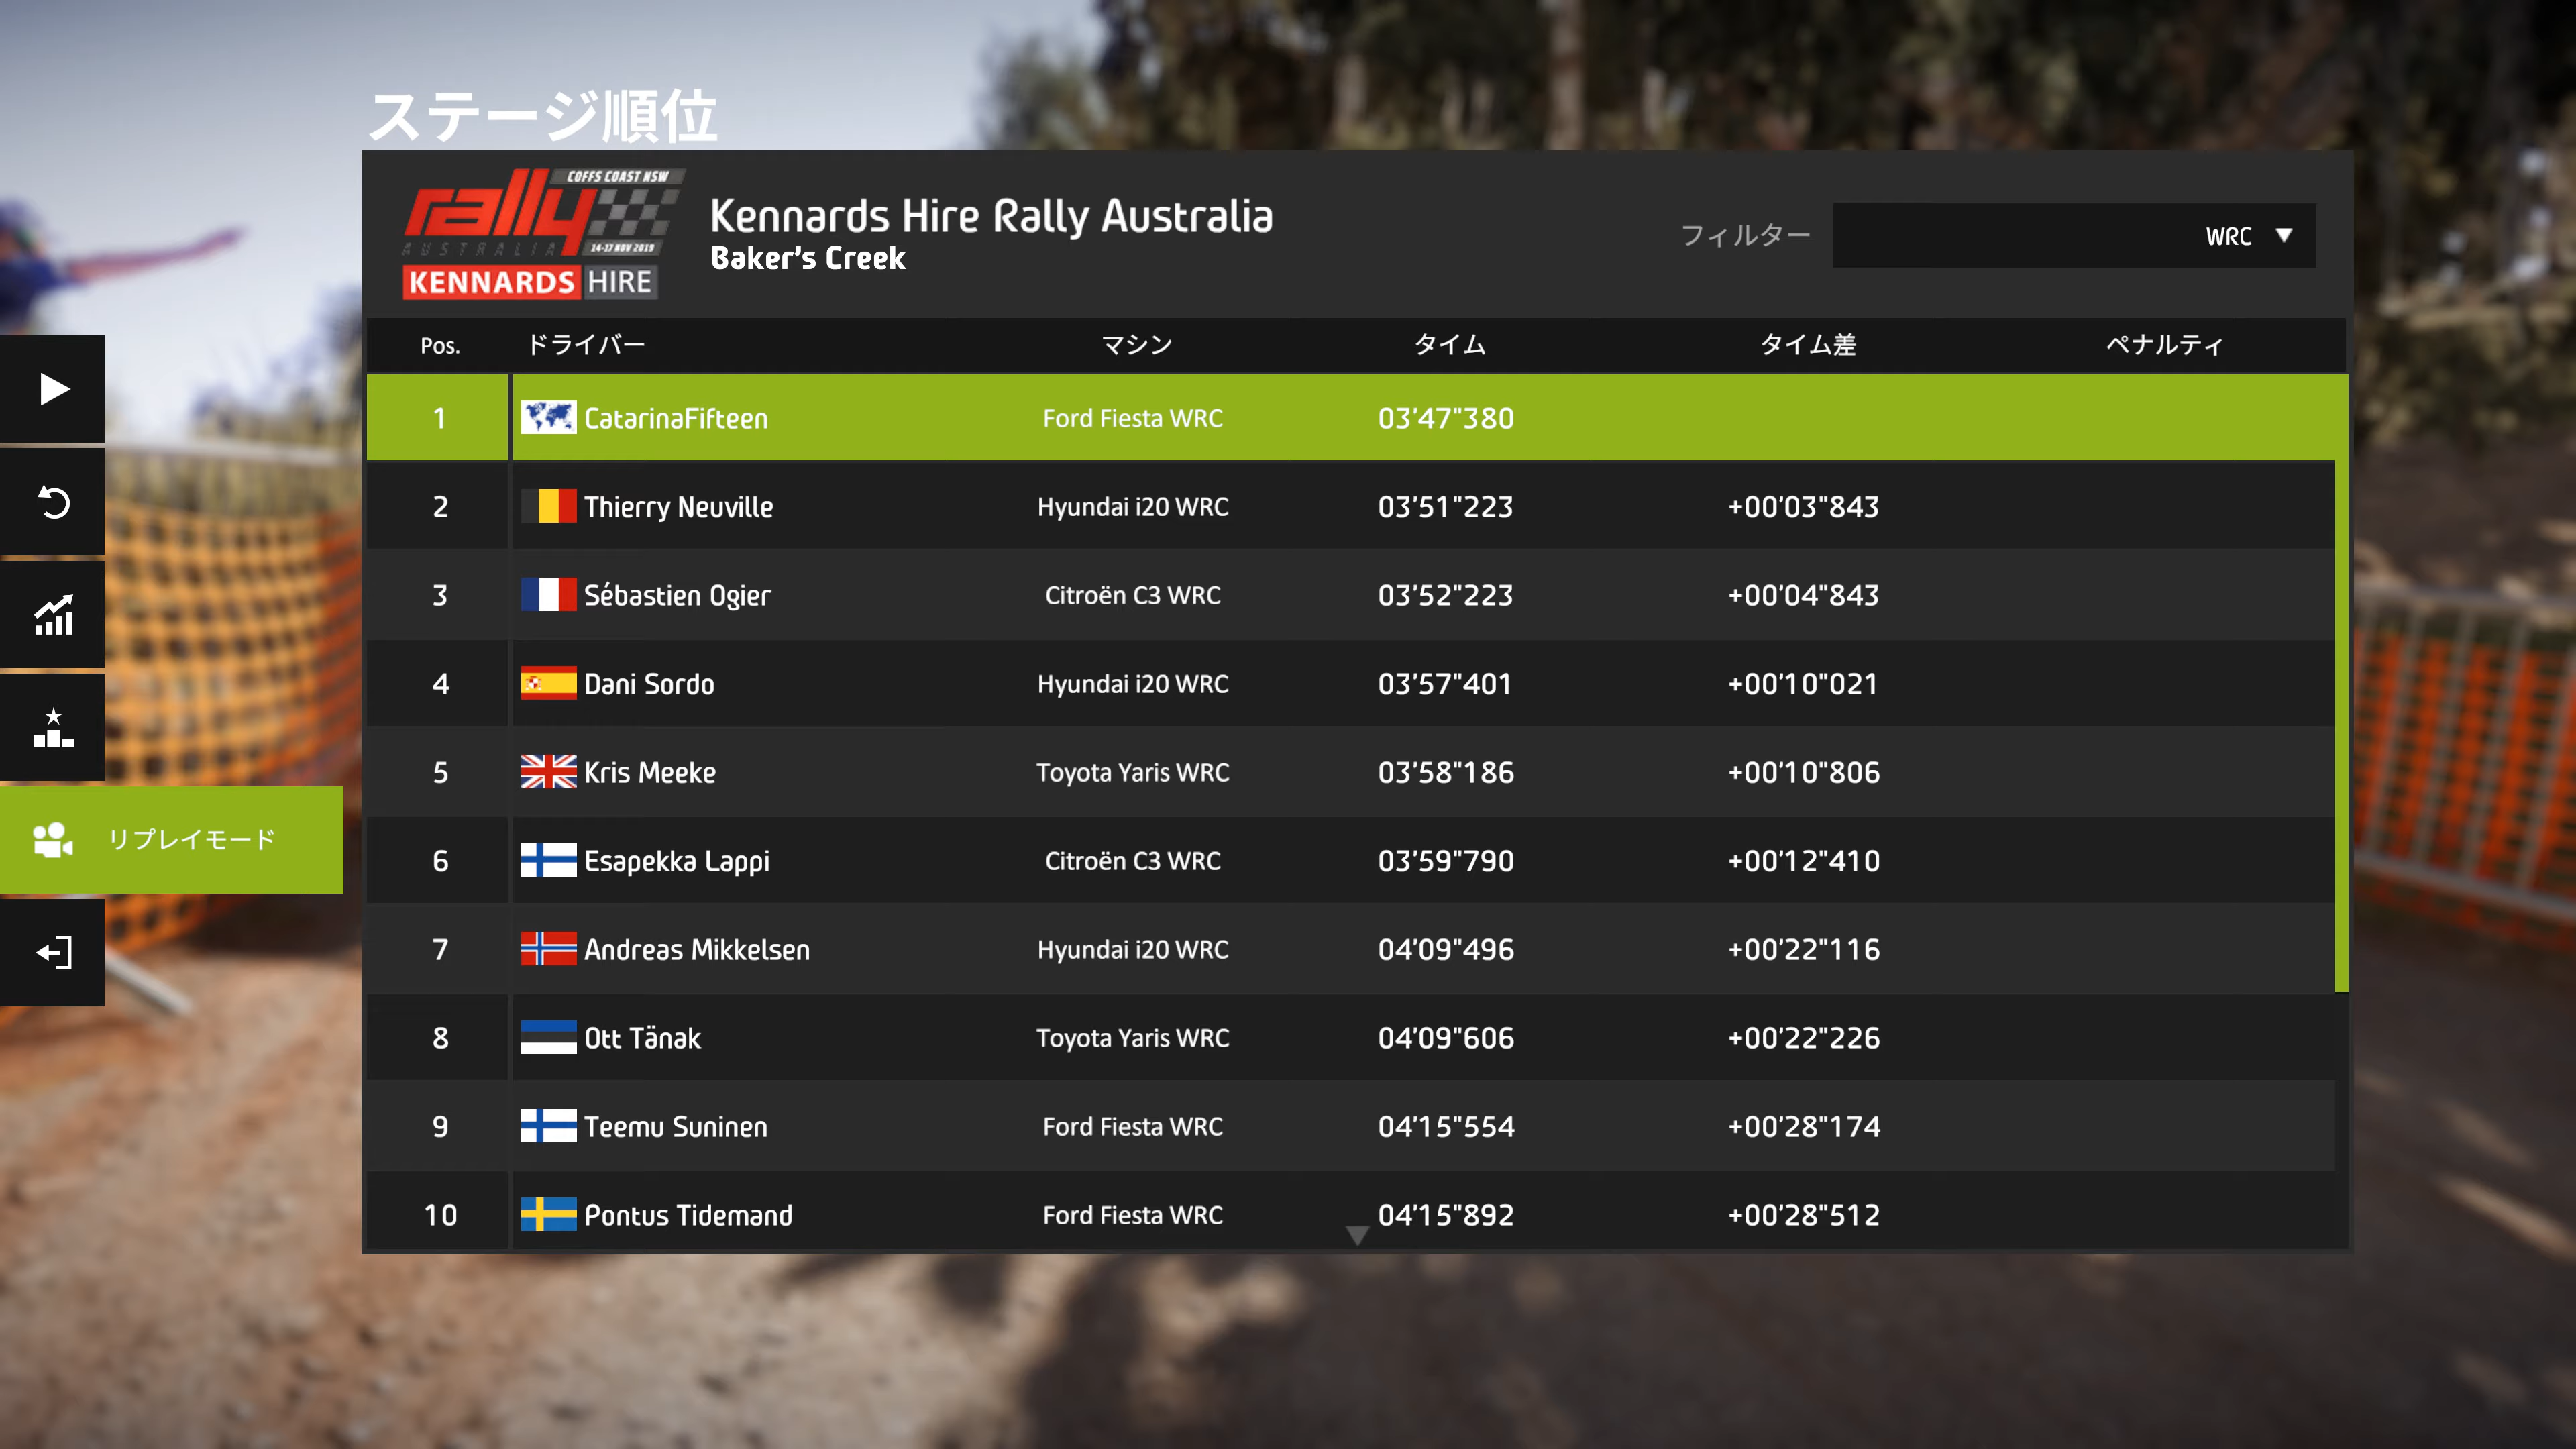 ステージ順位
COFFS COAST NSW
rally
AUSTRALIA
14-17 NOV 2019
KENNARDS HIRE
Kennards Hire Rally Australia
Baker's Creek
フィルター WRC
Pos. ドライバー マシン タイム タイム差 ペナルティ
1 CatarinaFifteen Ford Fiesta WRC 03'47"380
2 Thierry Neuville Hyundai i20 WRC 03'51"223 +00'03"843
3 Sébastien Ogier Citroën C3 WRC 03'52"223 +00'04"843
4 Dani Sordo Hyundai i20 WRC 03'57"401 +00'10"021
5 Kris Meeke Toyota Yaris WRC 03'58"186 +00'10"806
6 Esapekka Lappi Citroën C3 WRC 03'59"790 +00'12"410
7 Andreas Mikkelsen Hyundai i20 WRC 04'09"496 +00'22"116
8 Ott Tänak Toyota Yaris WRC 04'09"606 +00'22"226
9 Teemu Suninen Ford Fiesta WRC 04'15"554 +00'28"174
10 Pontus Tidemand Ford Fiesta WRC 04'15"892 +00'28"512
リプレイモード